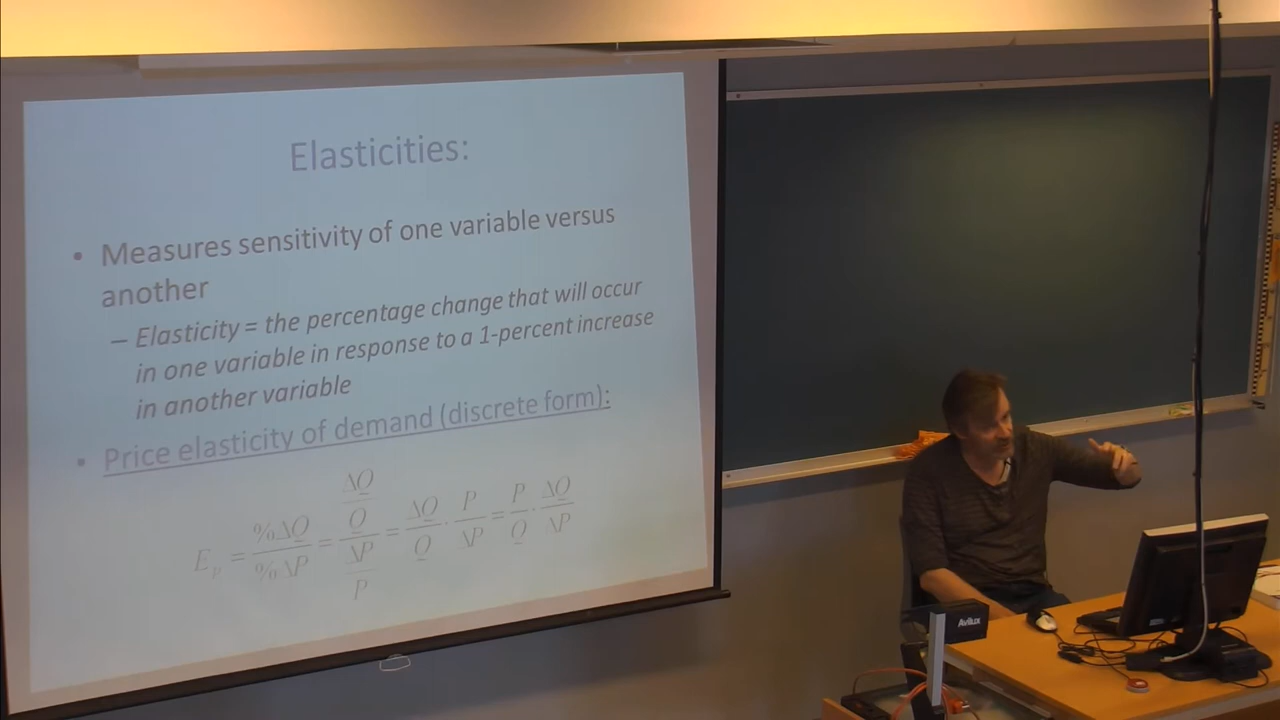 Elasticities:
• Measures sensitivity of one variable versus
another
– Elasticity = the percentage change that will occur
in one variable in response to a 1-percent increase
in another variable
• Price elasticity of demand (discrete form):
E_p = %ΔQ / %ΔP = (ΔQ/Q) / (ΔP/P) = ΔQ/Q · P/ΔP = P/Q · ΔQ/ΔP
Avilux